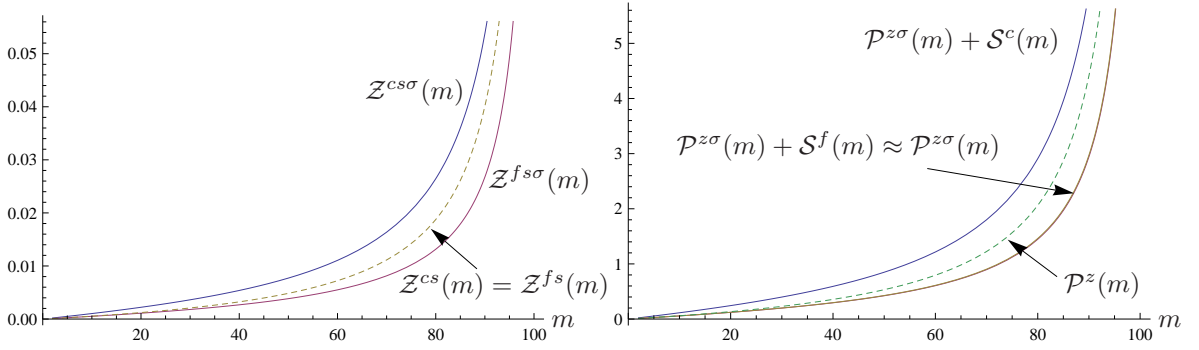 0.05
0.04
0.03
0.02
0.01
0.00
20 40 60 80 100 m
𝒵^{csσ}(m)
𝒵^{fsσ}(m)
𝒵^{cs}(m) = 𝒵^{fs}(m)
5
4
3
2
1
0
20 40 60 80 100 m
𝒫^{zσ}(m) + 𝒮^{c}(m)
𝒫^{zσ}(m) + 𝒮^{f}(m) ≈ 𝒫^{zσ}(m)
𝒫^{z}(m)